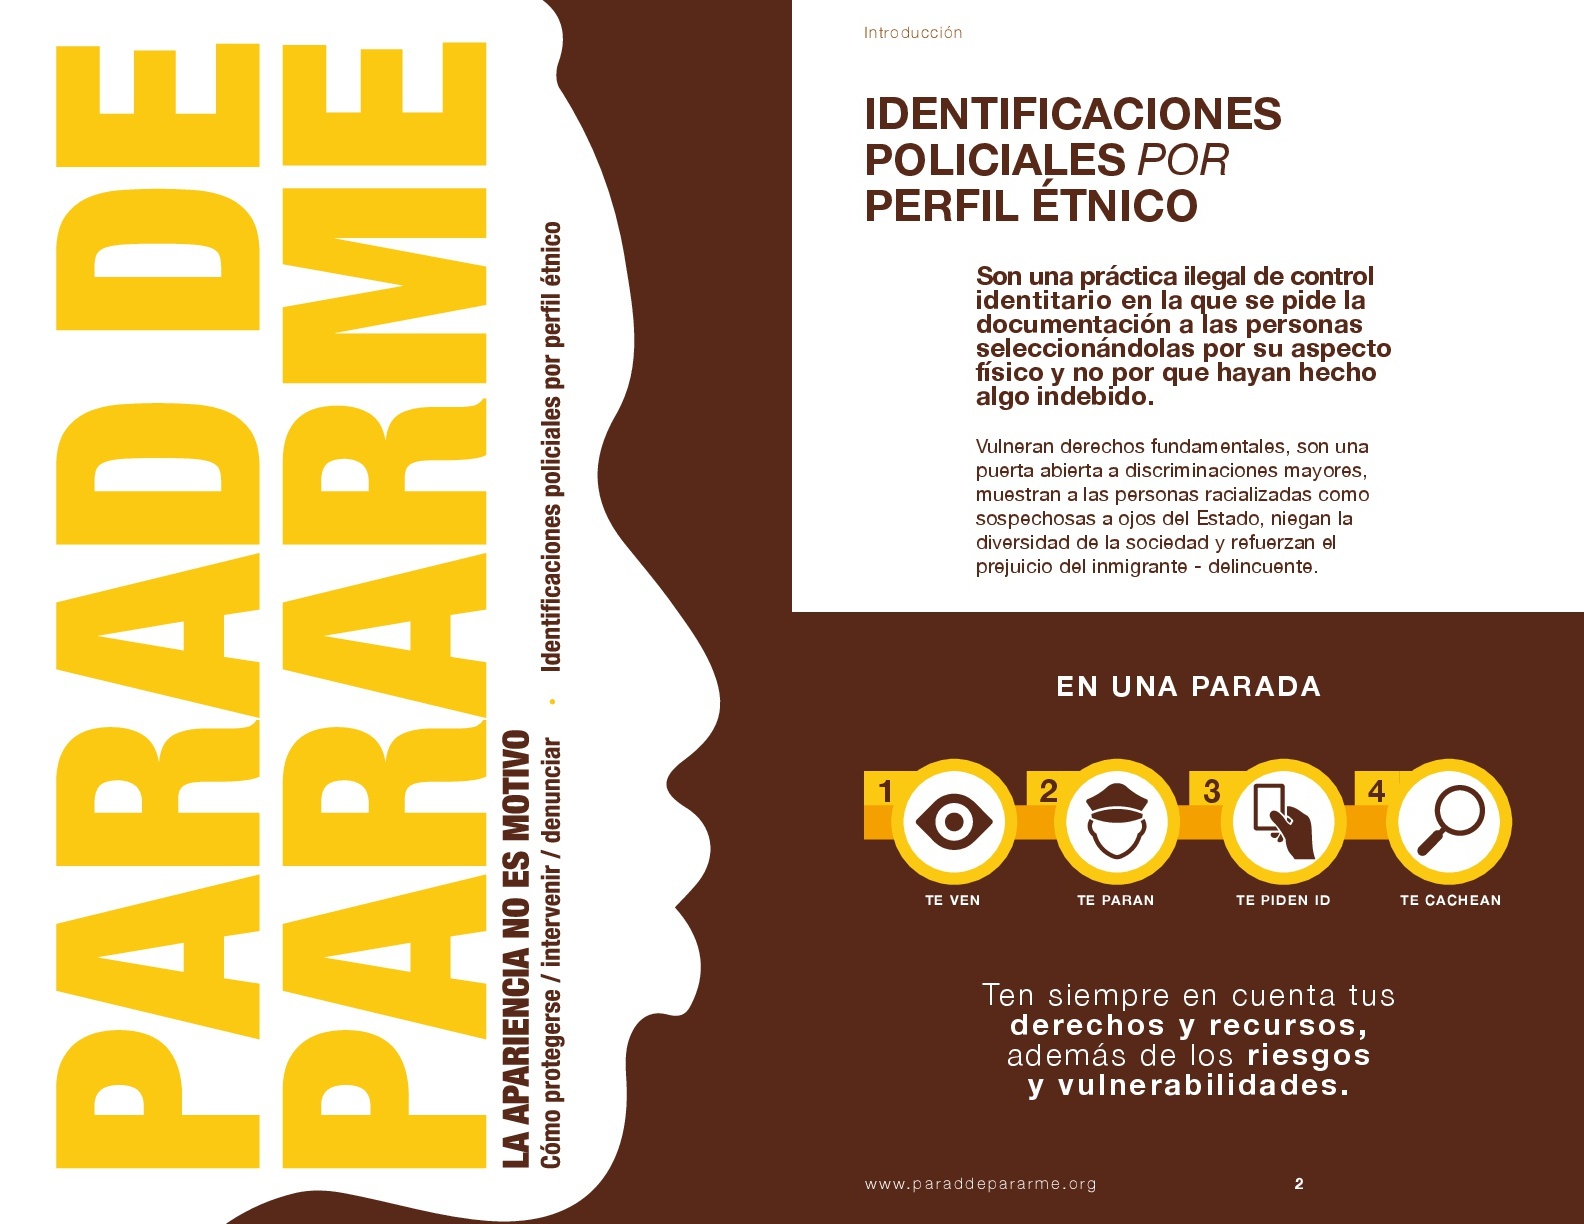 PARAD DE
PARARME
LA APARIENCIA NO ES MOTIVO
Cómo protegerse / intervenir / denunciar · Identificaciones policiales por perfil étnico
Introducción
IDENTIFICACIONES
POLICIALES POR
PERFIL ÉTNICO
Son una práctica ilegal de control
identitario en la que se pide la
documentación a las personas
seleccionándolas por su aspecto
físico y no por que hayan hecho
algo indebido.
Vulneran derechos fundamentales, son una
puerta abierta a discriminaciones mayores,
muestran a las personas racializadas como
sospechosas a ojos del Estado, niegan la
diversidad de la sociedad y refuerzan el
prejuicio del inmigrante - delincuente.
EN UNA PARADA
1 2 3 4
TE VEN TE PARAN TE PIDEN ID TE CACHEAN
Ten siempre en cuenta tus
derechos y recursos,
además de los riesgos
y vulnerabilidades.
www.paraddepararme.org 2